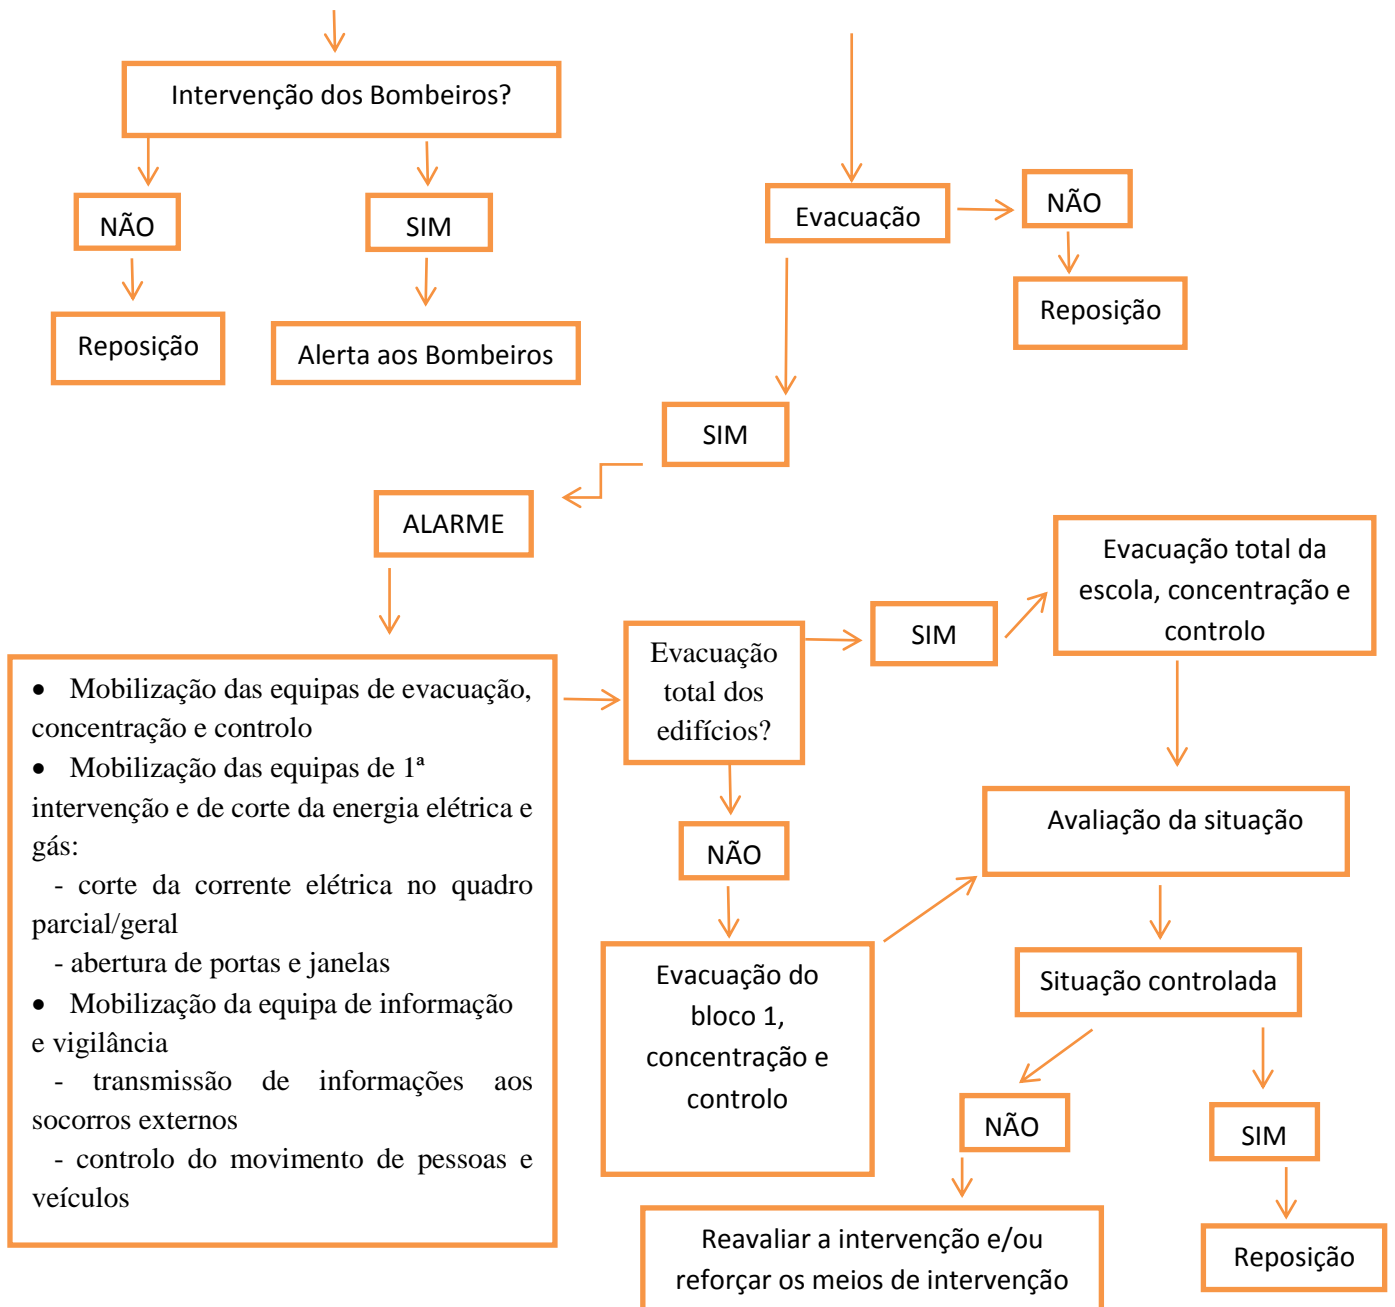 Intervenção dos Bombeiros?
NÃO
SIM
Evacuação
NÃO
Reposição
Alerta aos Bombeiros
Reposição
SIM
ALARME
• Mobilização das equipas de evacuação,
concentração e controlo
• Mobilização das equipas de 1ª
intervenção e de corte da energia elétrica e
gás:
- corte da corrente elétrica no quadro
parcial/geral
- abertura de portas e janelas
• Mobilização da equipa de informação
e vigilância
- transmissão de informações aos
socorros externos
- controlo do movimento de pessoas e
veículos
Evacuação
total dos
edifícios?
SIM
Evacuação total da
escola, concentração e
controlo
NÃO
Evacuação do
bloco 1,
concentração e
controlo
Avaliação da situação
Situação controlada
NÃO
SIM
Reavaliar a intervenção e/ou
reforçar os meios de intervenção
Reposição